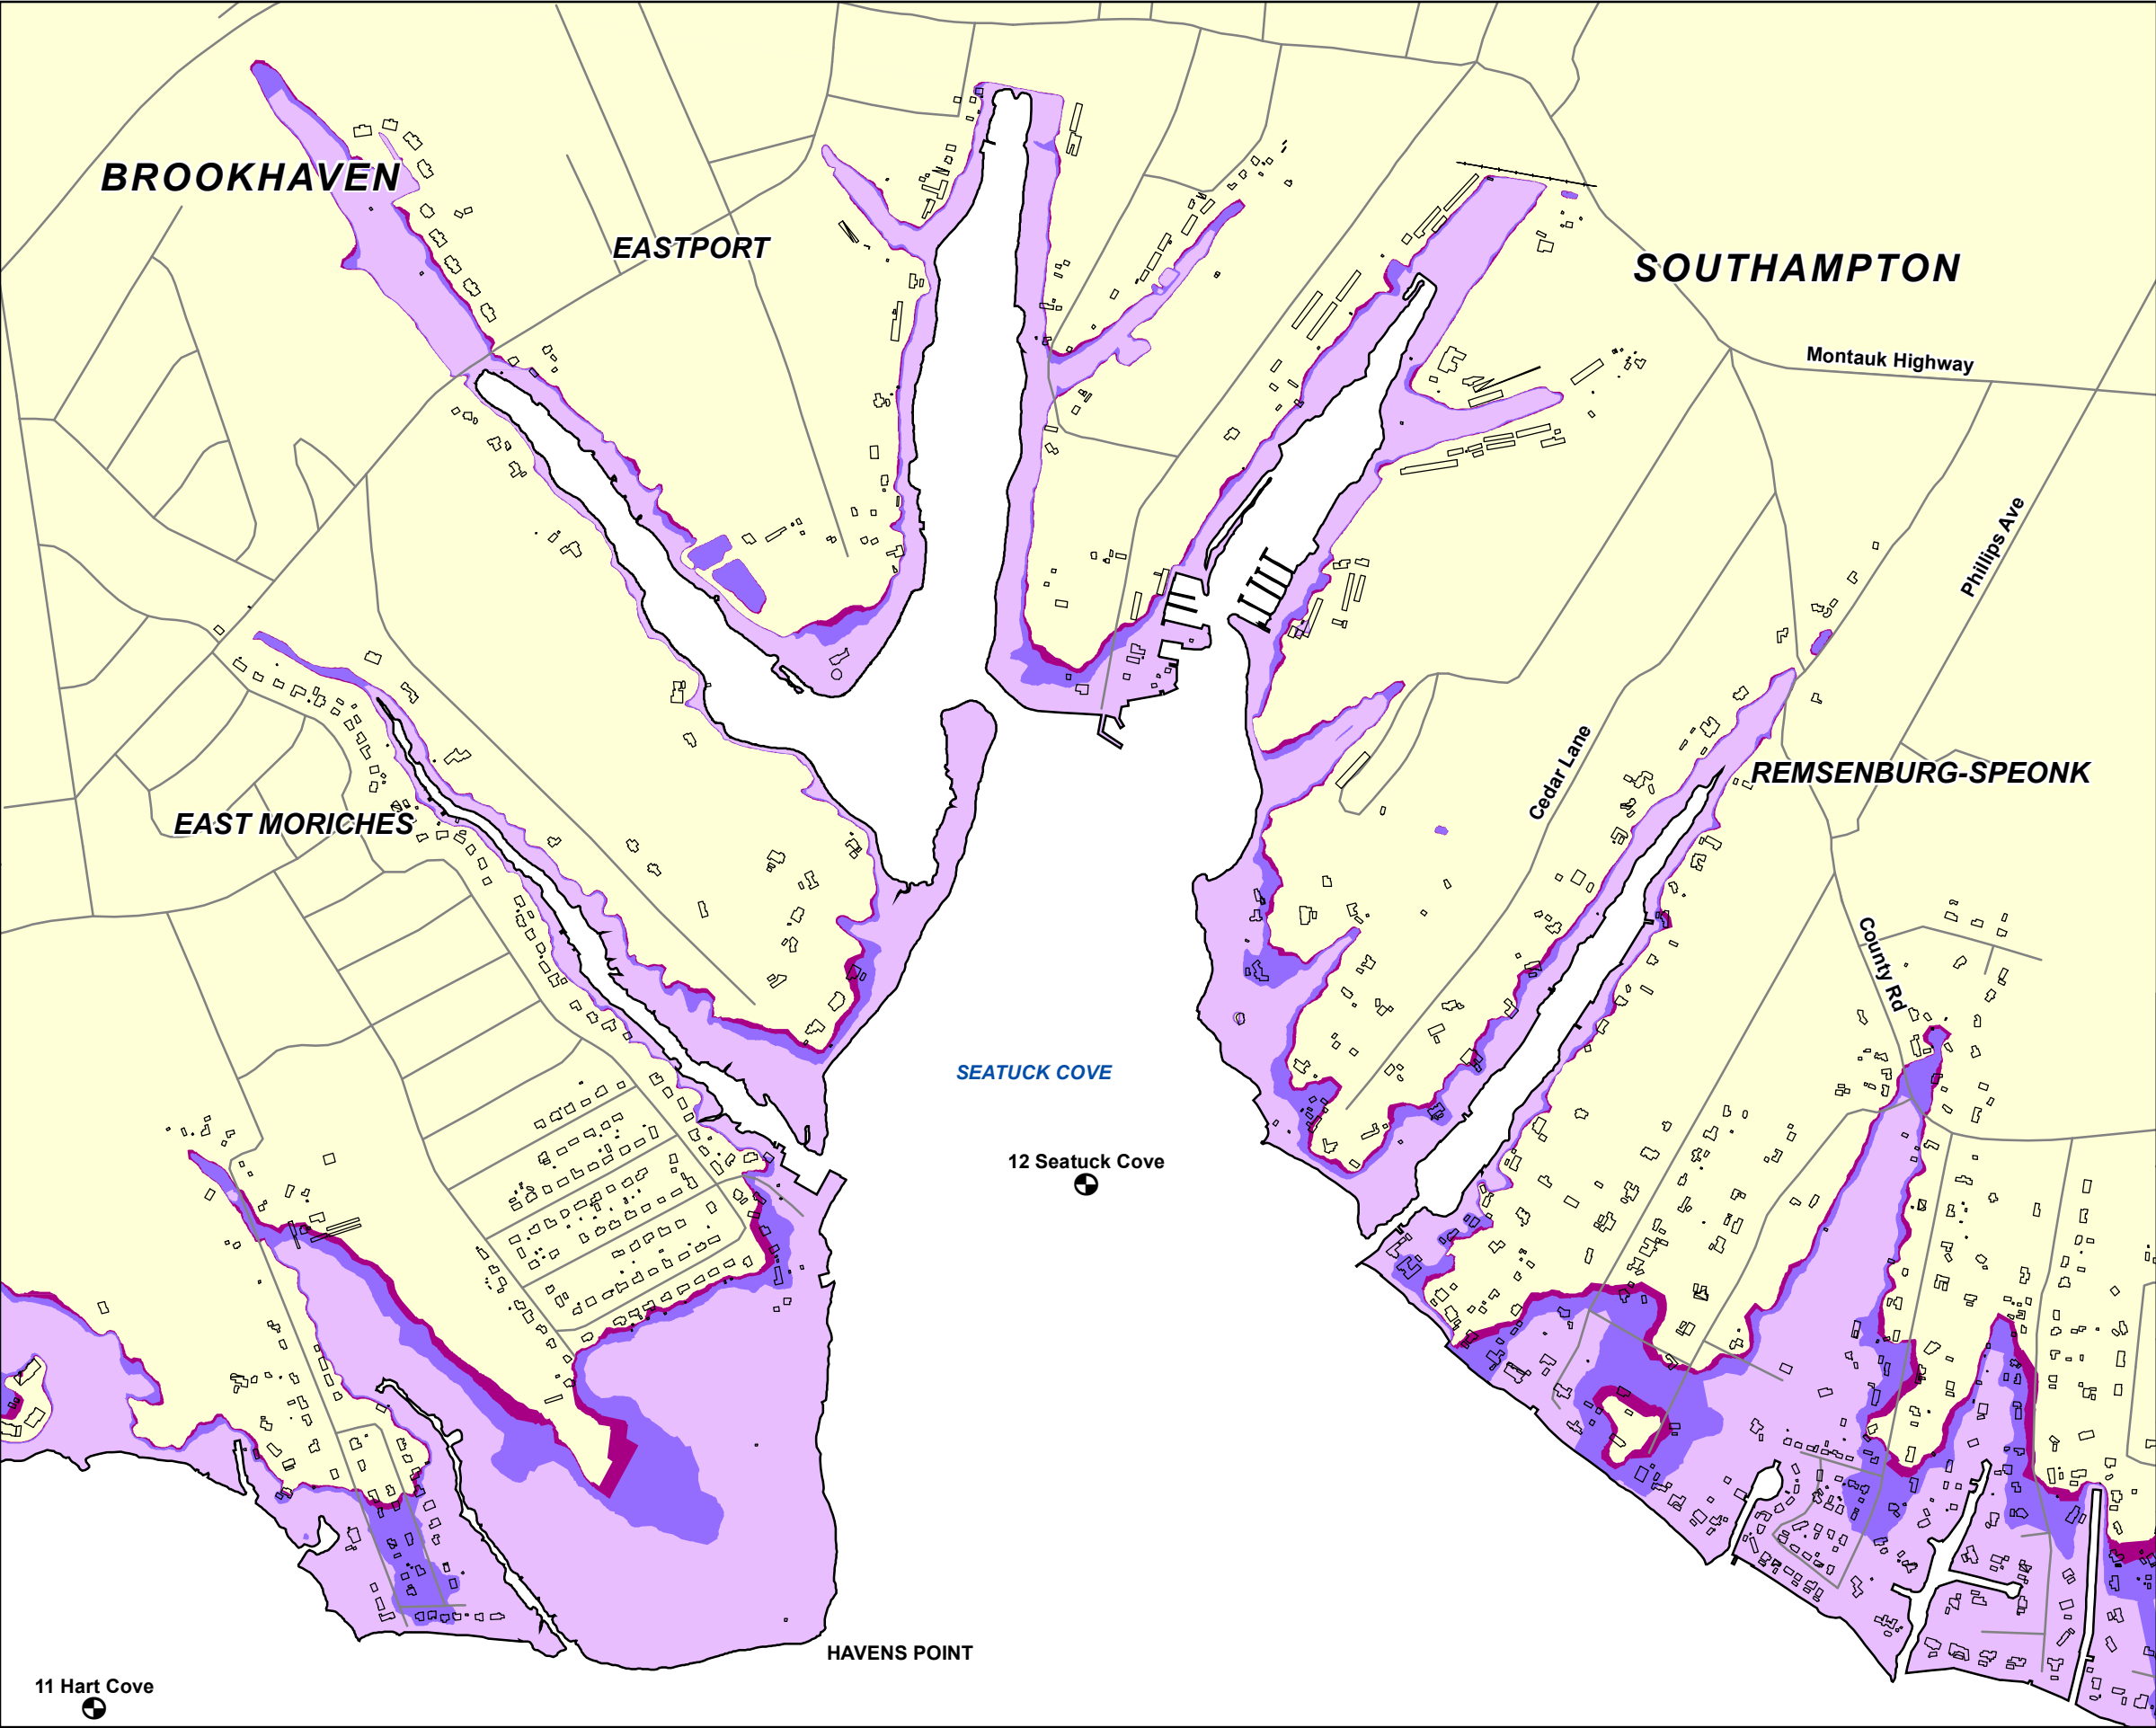 BROOKHAVEN
EASTPORT
SOUTHAMPTON
Montauk Highway
Phillips Ave
Cedar Lane
REMSENBURG-SPEONK
EAST MORICHES
County Rd
SEATUCK COVE
12 Seatuck Cove
HAVENS POINT
11 Hart Cove